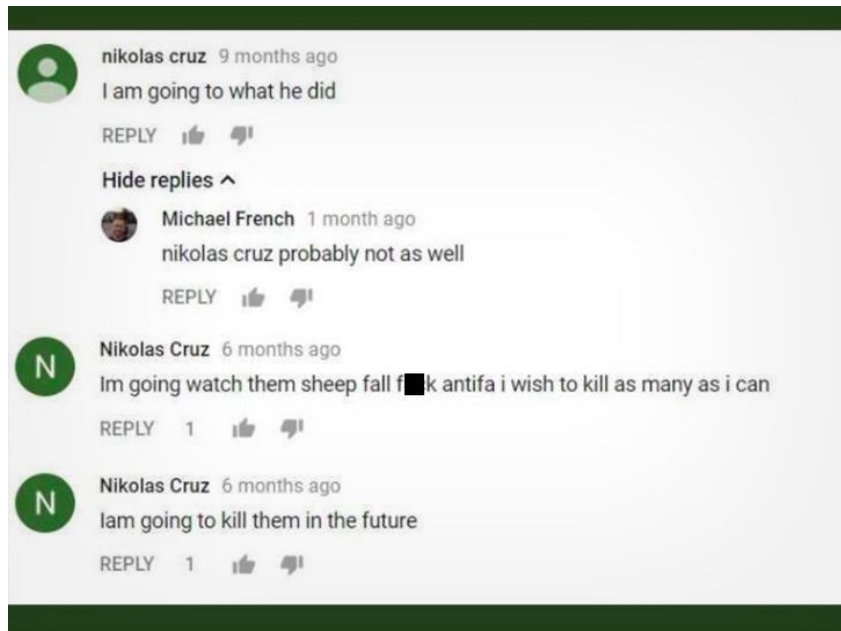 nikolas cruz 9 months ago
I am going to what he did
REPLY
Hide replies
Michael French 1 month ago
nikolas cruz probably not as well
REPLY
N
Nikolas Cruz 6 months ago
Im going watch them sheep fall f k antifa i wish to kill as many as i can
REPLY 1
N
Nikolas Cruz 6 months ago
Iam going to kill them in the future
REPLY 1